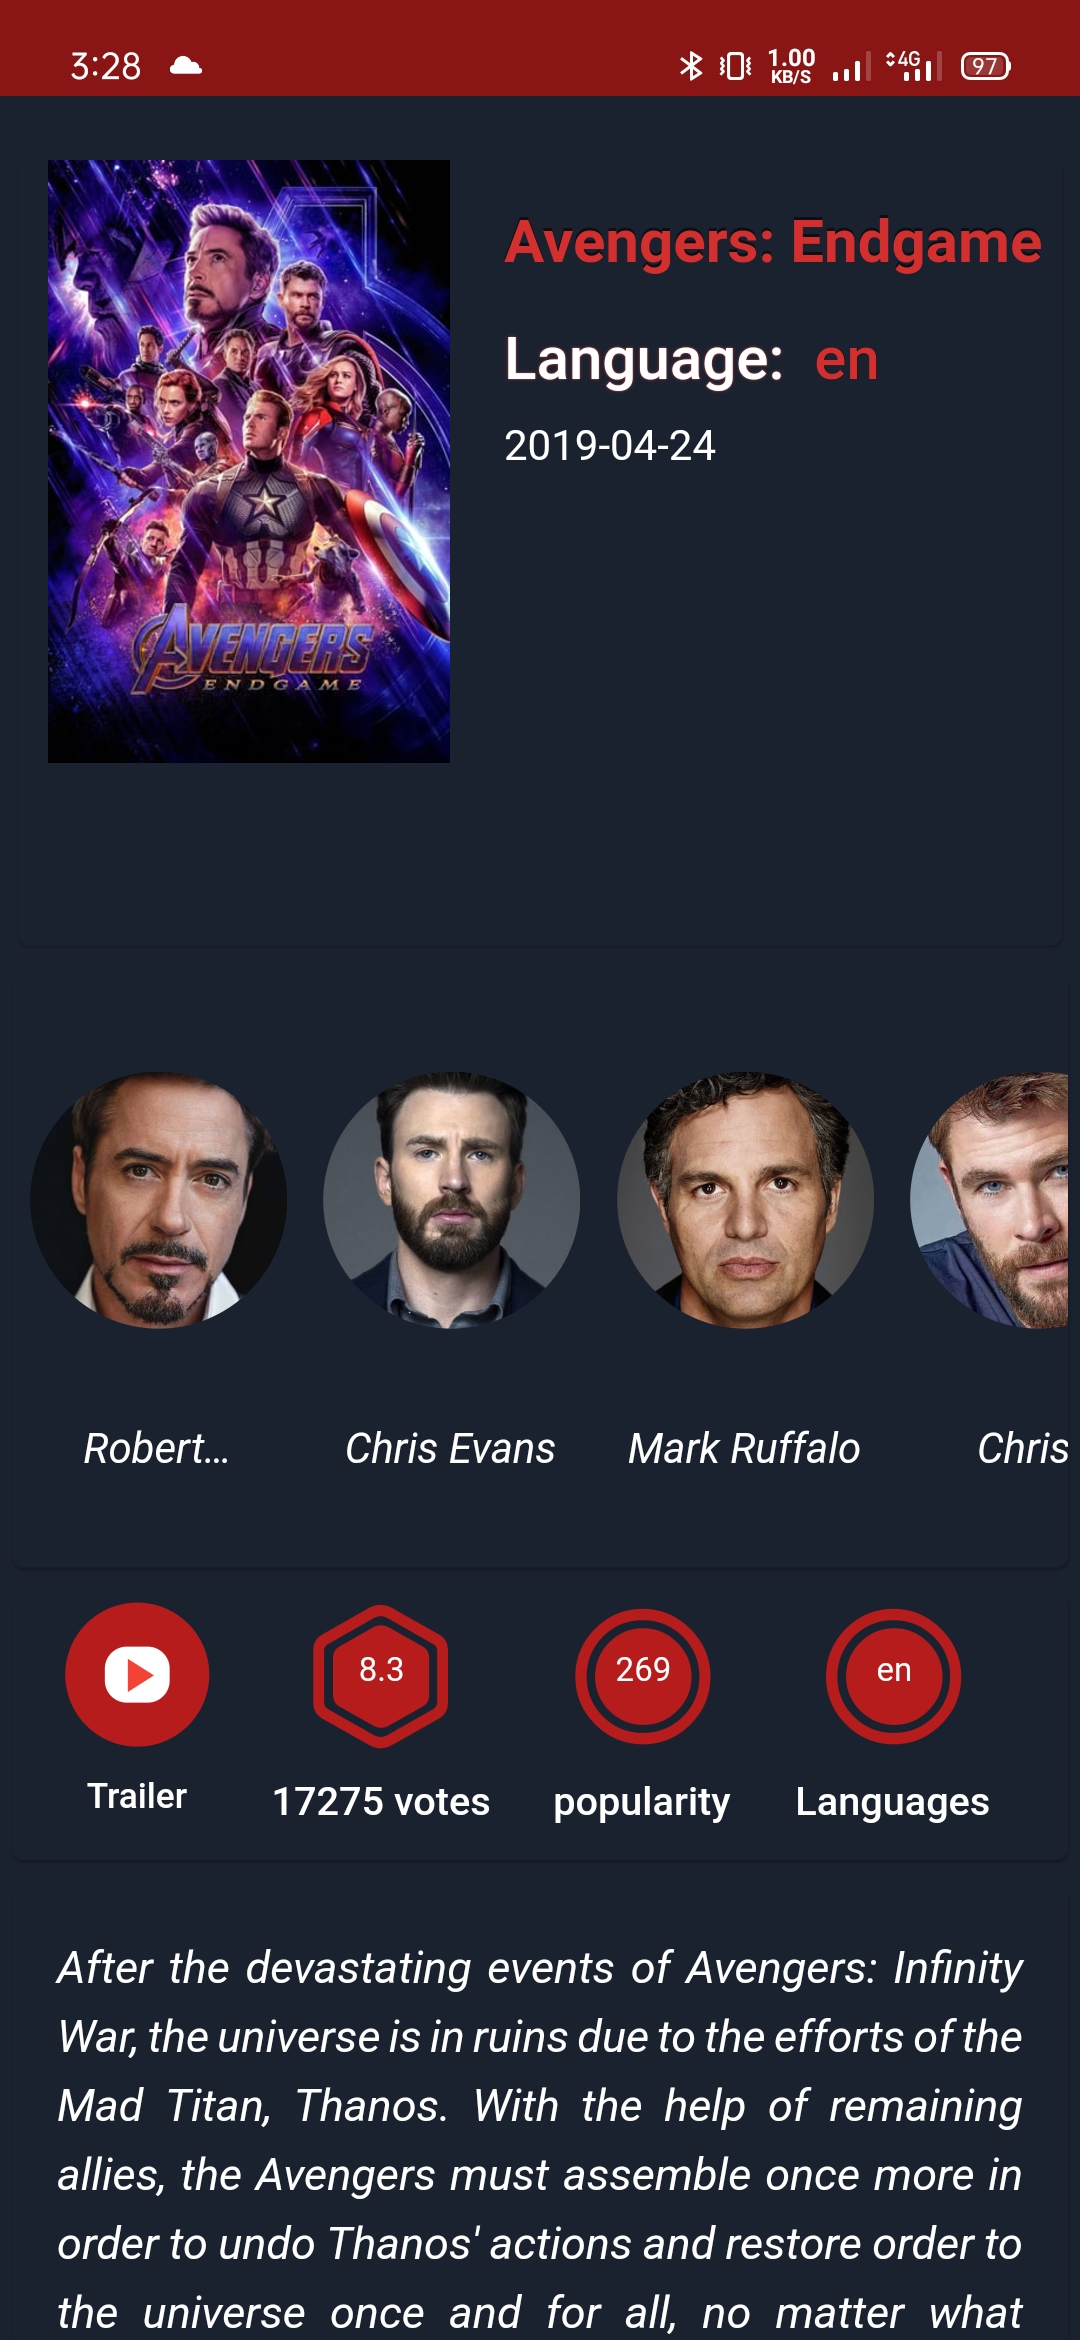 3:28
1.00
KB/S
4G
97
AVENGERS
ENDGAME
Avengers: Endgame
Language: en
2019-04-24
Robert...
Chris Evans
Mark Ruffalo
Chris
8.3
269
en
Trailer
17275 votes
popularity
Languages
After the devastating events of Avengers: Infinity
War, the universe is in ruins due to the efforts of the
Mad Titan, Thanos. With the help of remaining
allies, the Avengers must assemble once more in
order to undo Thanos' actions and restore order to
the universe once and for all, no matter what